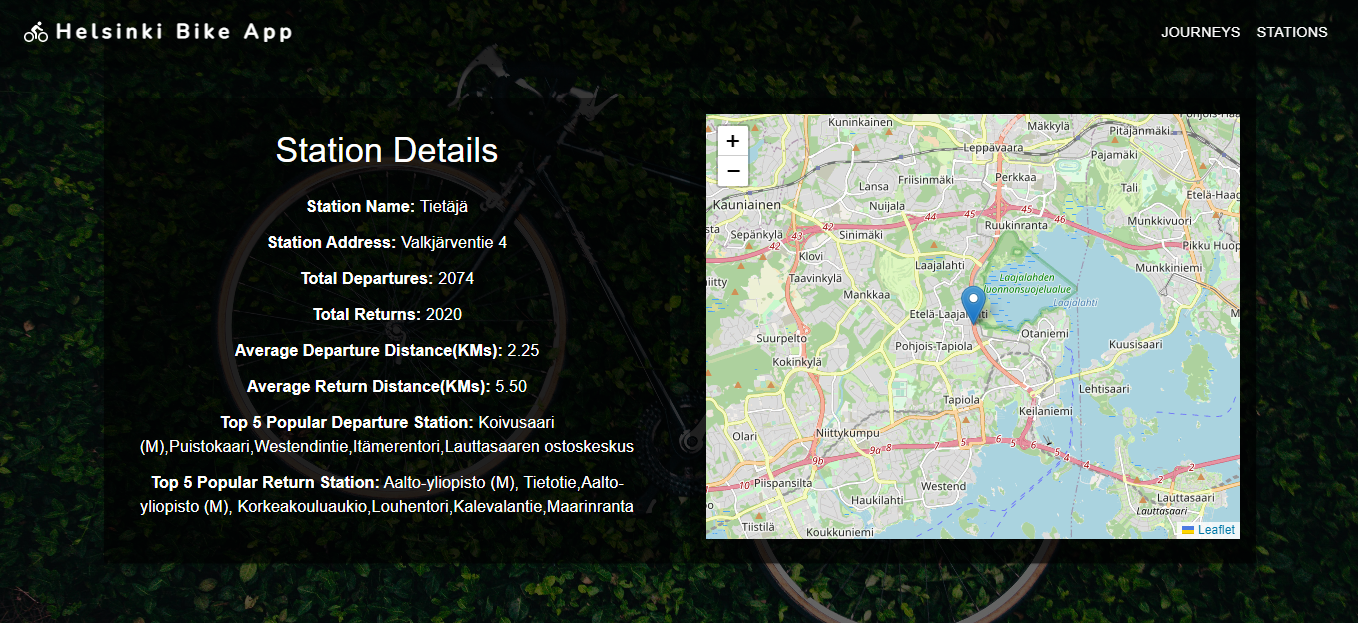 Helsinki Bike App
JOURNEYS STATIONS
Station Details
Station Name: Tietäjä
Station Address: Valkjärventie 4
Total Departures: 2074
Total Returns: 2020
Average Departure Distance(KMs): 2.25
Average Return Distance(KMs): 5.50
Top 5 Popular Departure Station: Koivusaari
(M),Puistokaari,Westendintie,Itämerentori,Lauttasaaren ostoskeskus
Top 5 Popular Return Station: Aalto-yliopisto (M), Tietotie,Aalto-
yliopisto (M), Korkeakouluaukio,Louhentori,Kalevalantie,Maarinranta
+
−
Kuninkainen
Mäkkylä
Pitäjänmäki
Leppävaara
Pajamäki
Perkkaa
Friisinmäki
Lansa
Tali
Kauniainen
Nuijala
44
45
45
46
Munkkivuori
Ruukinranta
42
Sepänkylä
43
42
Sinimäki
Pikku Huop
Klovi
Laajalahti
Munkkiniemi
Taavinkylä
Laajalahden
luonnonsuojelualue
Mankkaa
Laajalahti
Etelä-Laajalahti
Otaniemi
Suurpelto
Pohjois-Tapiola
Kuusisaari
Kokinkylä
Lehtisaari
Tapiola
Keilaniemi
Olari
Niittykumpu
9b
9a
8
7
5
6
5
6
5
4
4
2
2
10
Piispansilta
Westend
Haukilahti
Lauttasaari
Lauttasaari
Tiistilä
Koukkuniemi
Leaflet